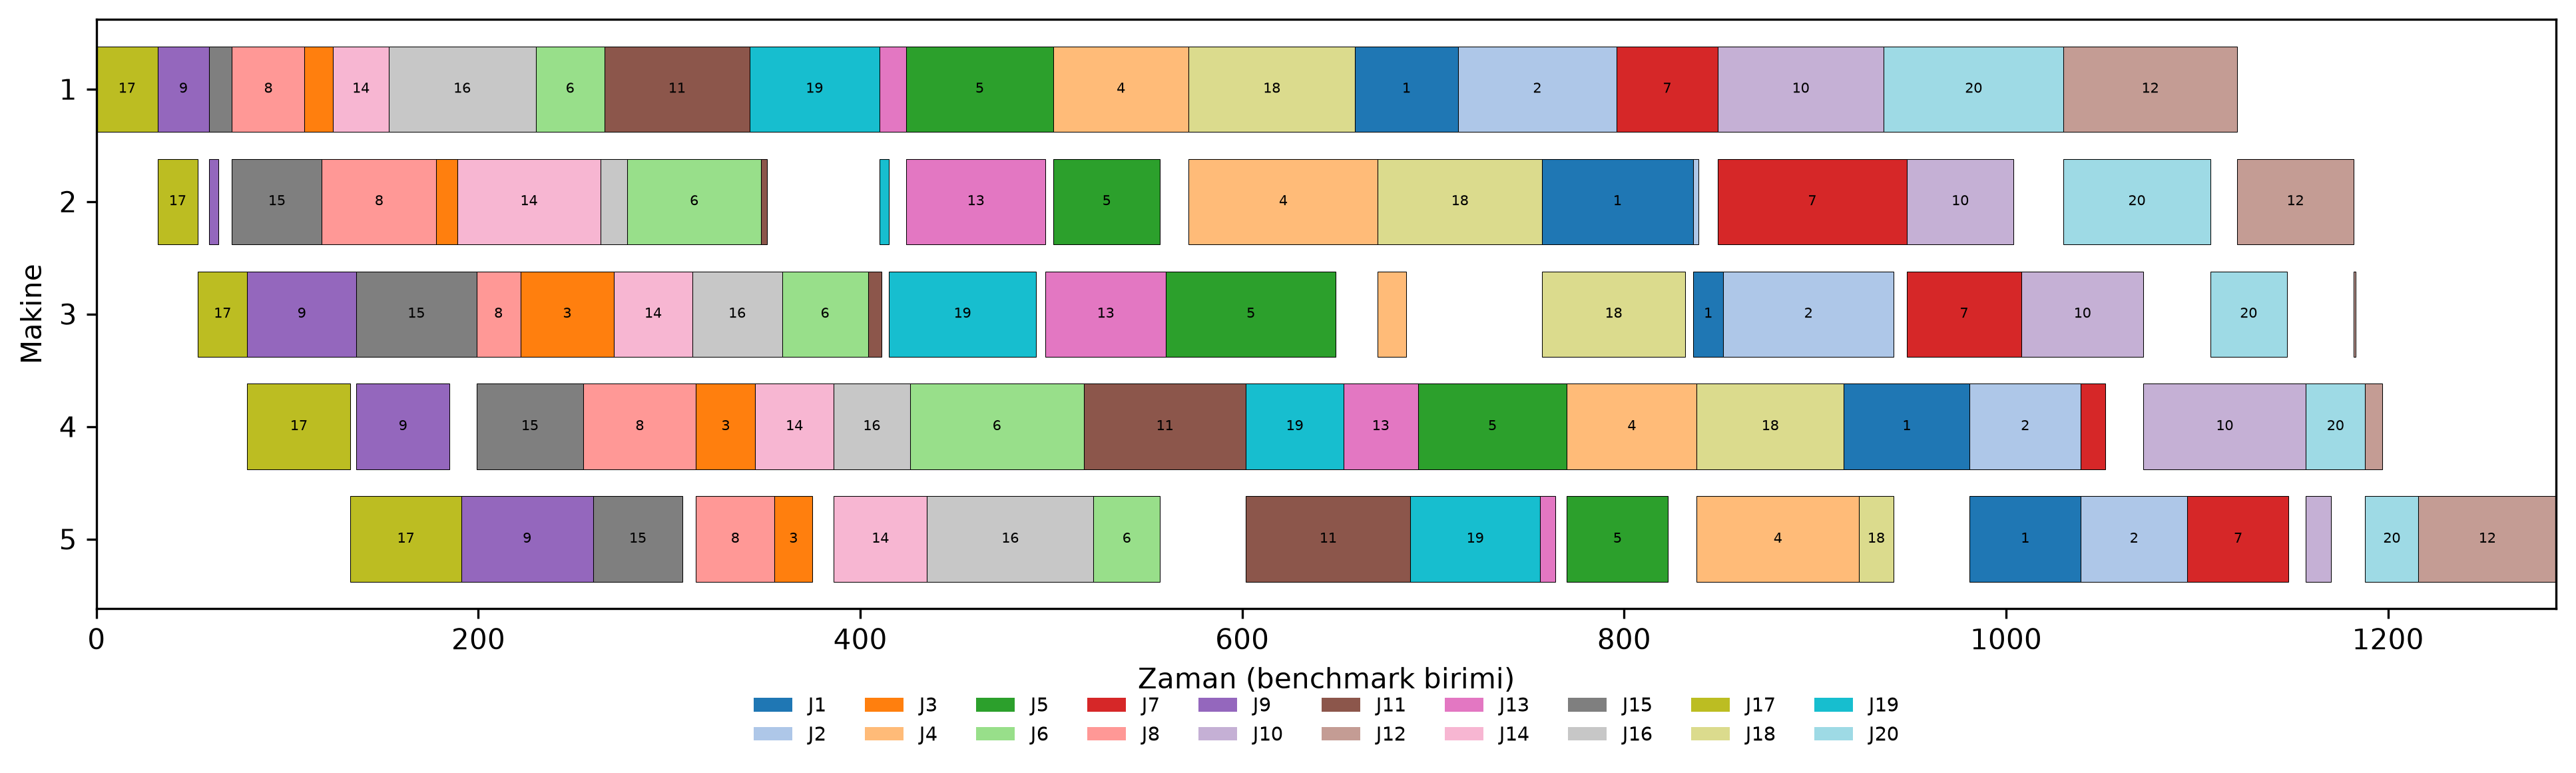 1 17 9 8 14 16 6 11 19 5 4 18 1 2 7 10 20 12
2 17 15 8 14 6 13 5 4 18 1 7 10 20 12
3 17 9 15 8 3 14 16 6 19 13 5 18 1 2 7 10 20
4 17 9 15 8 3 14 16 6 11 19 13 5 4 18 1 2 10 20
5 17 9 15 8 3 14 16 6 11 19 5 4 18 1 2 7 20 12
Makine
0 200 400 600 800 1000 1200
Zaman (benchmark birimi)
J1 J3 J5 J7 J9 J11 J13 J15 J17 J19
J2 J4 J6 J8 J10 J12 J14 J16 J18 J20